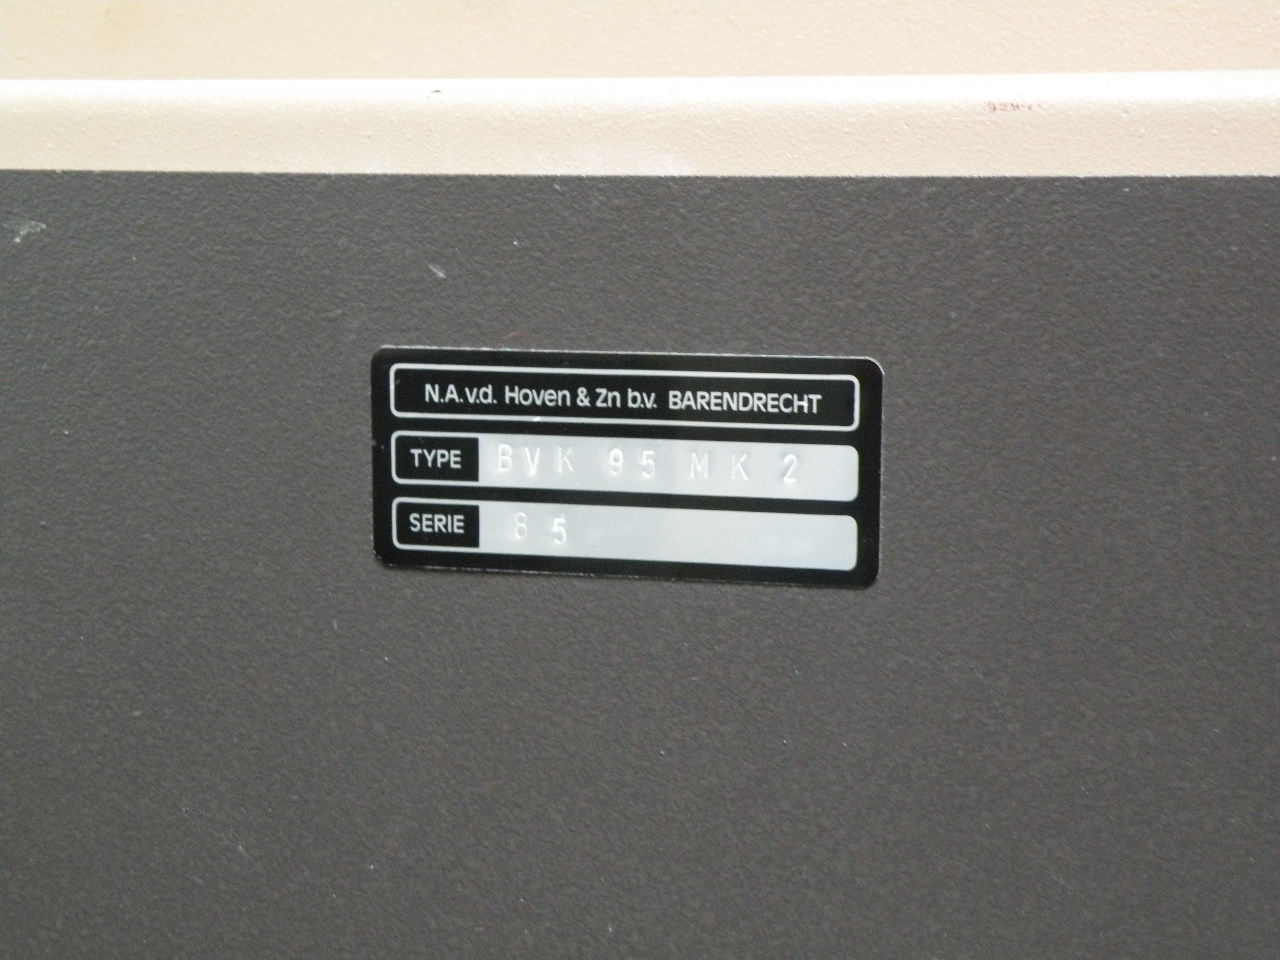 N.A.v.d. Hoven & Zn b.v. BARENDRECHT
TYPE BVK 95 MK 2
SERIE 85